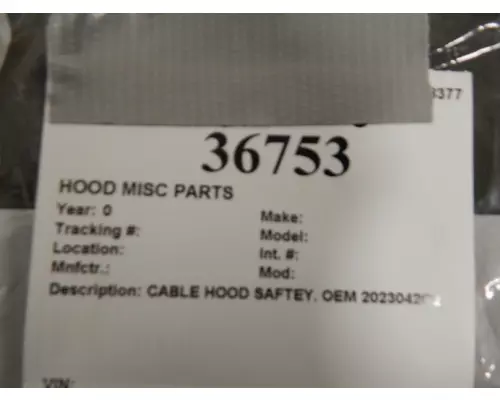 3377
36753
HOOD MISC PARTS
Year: 0
Make:
Tracking #:
Model:
Location:
Int. #:
Mnfctr.:
Mod:
Description: CABLE HOOD SAFTEY. OEM
VIN: